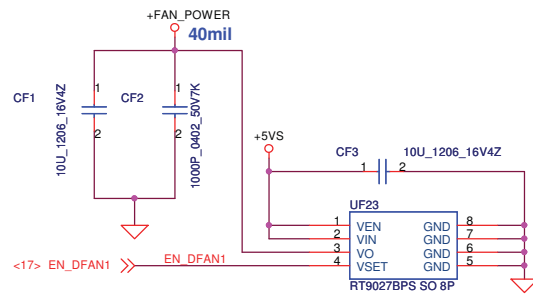 +FAN_POWER
40mil
CF1
1
2
10U_1206_16V4Z
CF2
1
2
1000P_0402_50V7K
+5VS
CF3
1
2
10U_1206_16V4Z
UF23
1 VEN GND 8
2 VIN GND 7
3 VO GND 6
4 VSET GND 5
RT9027BPS SO 8P
<17> EN_DFAN1
EN_DFAN1